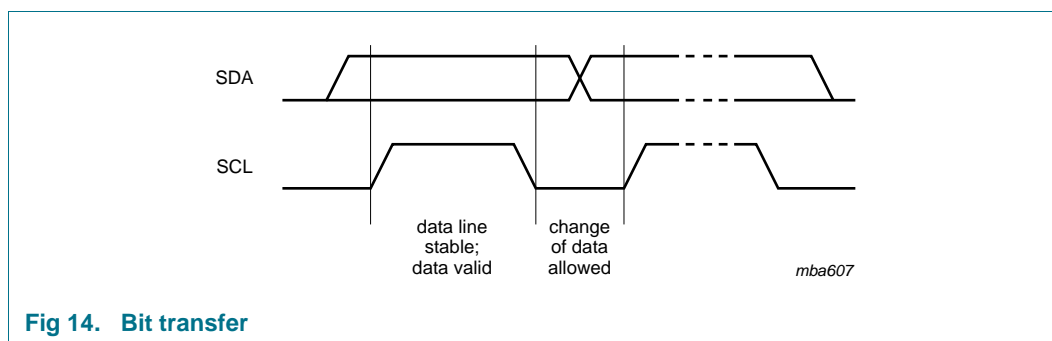 SDA
SCL
data line
stable;
data valid
change
of data
allowed
mba607
Fig 14. Bit transfer